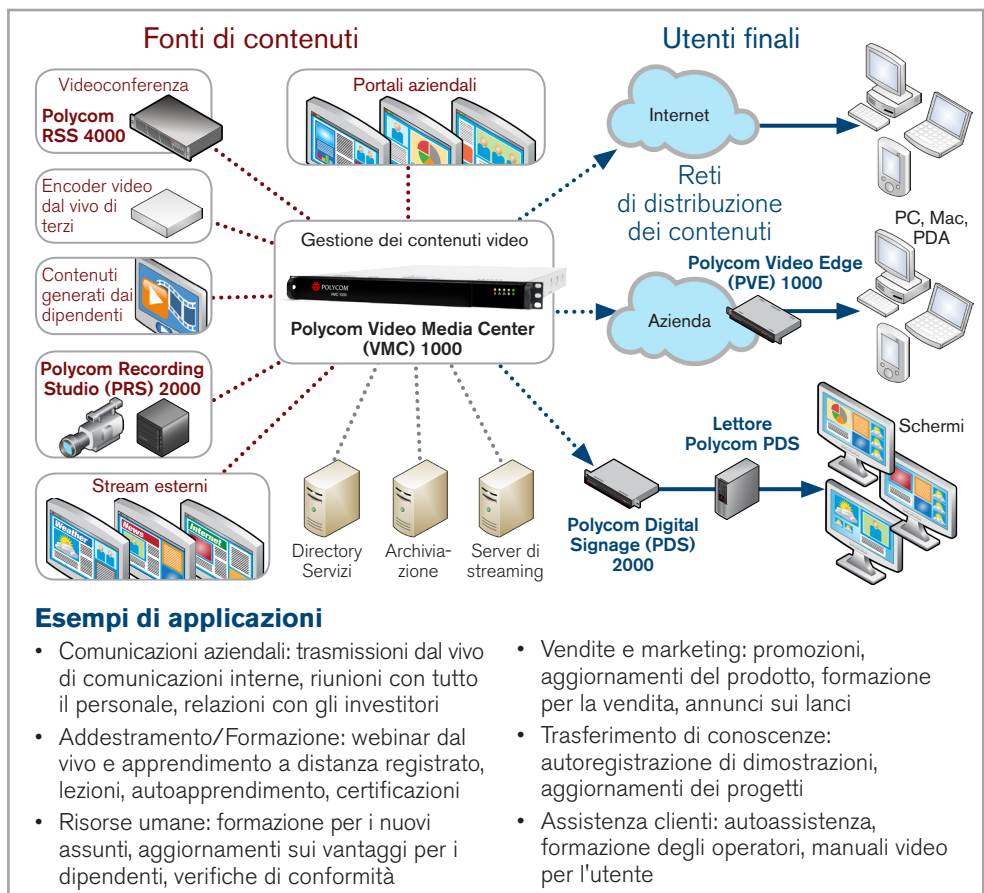 Fonti di contenuti
Utenti finali
Videoconferenza
Polycom
RSS 4000
Portali aziendali
Internet
Encoder video
dal vivo di
terzi
Reti
di distribuzione
dei contenuti
PC, Mac,
PDA
Gestione dei contenuti video
POLYCOM
VMC 1000
Polycom Video Media Center
(VMC) 1000
Contenuti
generati dai
dipendenti
Polycom Video Edge
(PVE) 1000
Azienda
Polycom Recording
Studio (PRS) 2000
Lettore
Polycom PDS
Schermi
Stream esterni
Weather
News
Internet
Directory
Servizi
Archivia-
zione
Server di
streaming
Polycom Digital
Signage (PDS)
2000
Esempi di applicazioni
• Comunicazioni aziendali: trasmissioni dal vivo
di comunicazioni interne, riunioni con tutto
il personale, relazioni con gli investitori
• Addestramento/Formazione: webinar dal
vivo e apprendimento a distanza registrato,
lezioni, autoapprendimento, certificazioni
• Risorse umane: formazione per i nuovi
assunti, aggiornamenti sui vantaggi per i
dipendenti, verifiche di conformità
• Vendite e marketing: promozioni,
aggiornamenti del prodotto, formazione
per la vendita, annunci sui lanci
• Trasferimento di conoscenze:
autoregistrazione di dimostrazioni,
aggiornamenti dei progetti
• Assistenza clienti: autoassistenza,
formazione degli operatori, manuali video
per l'utente